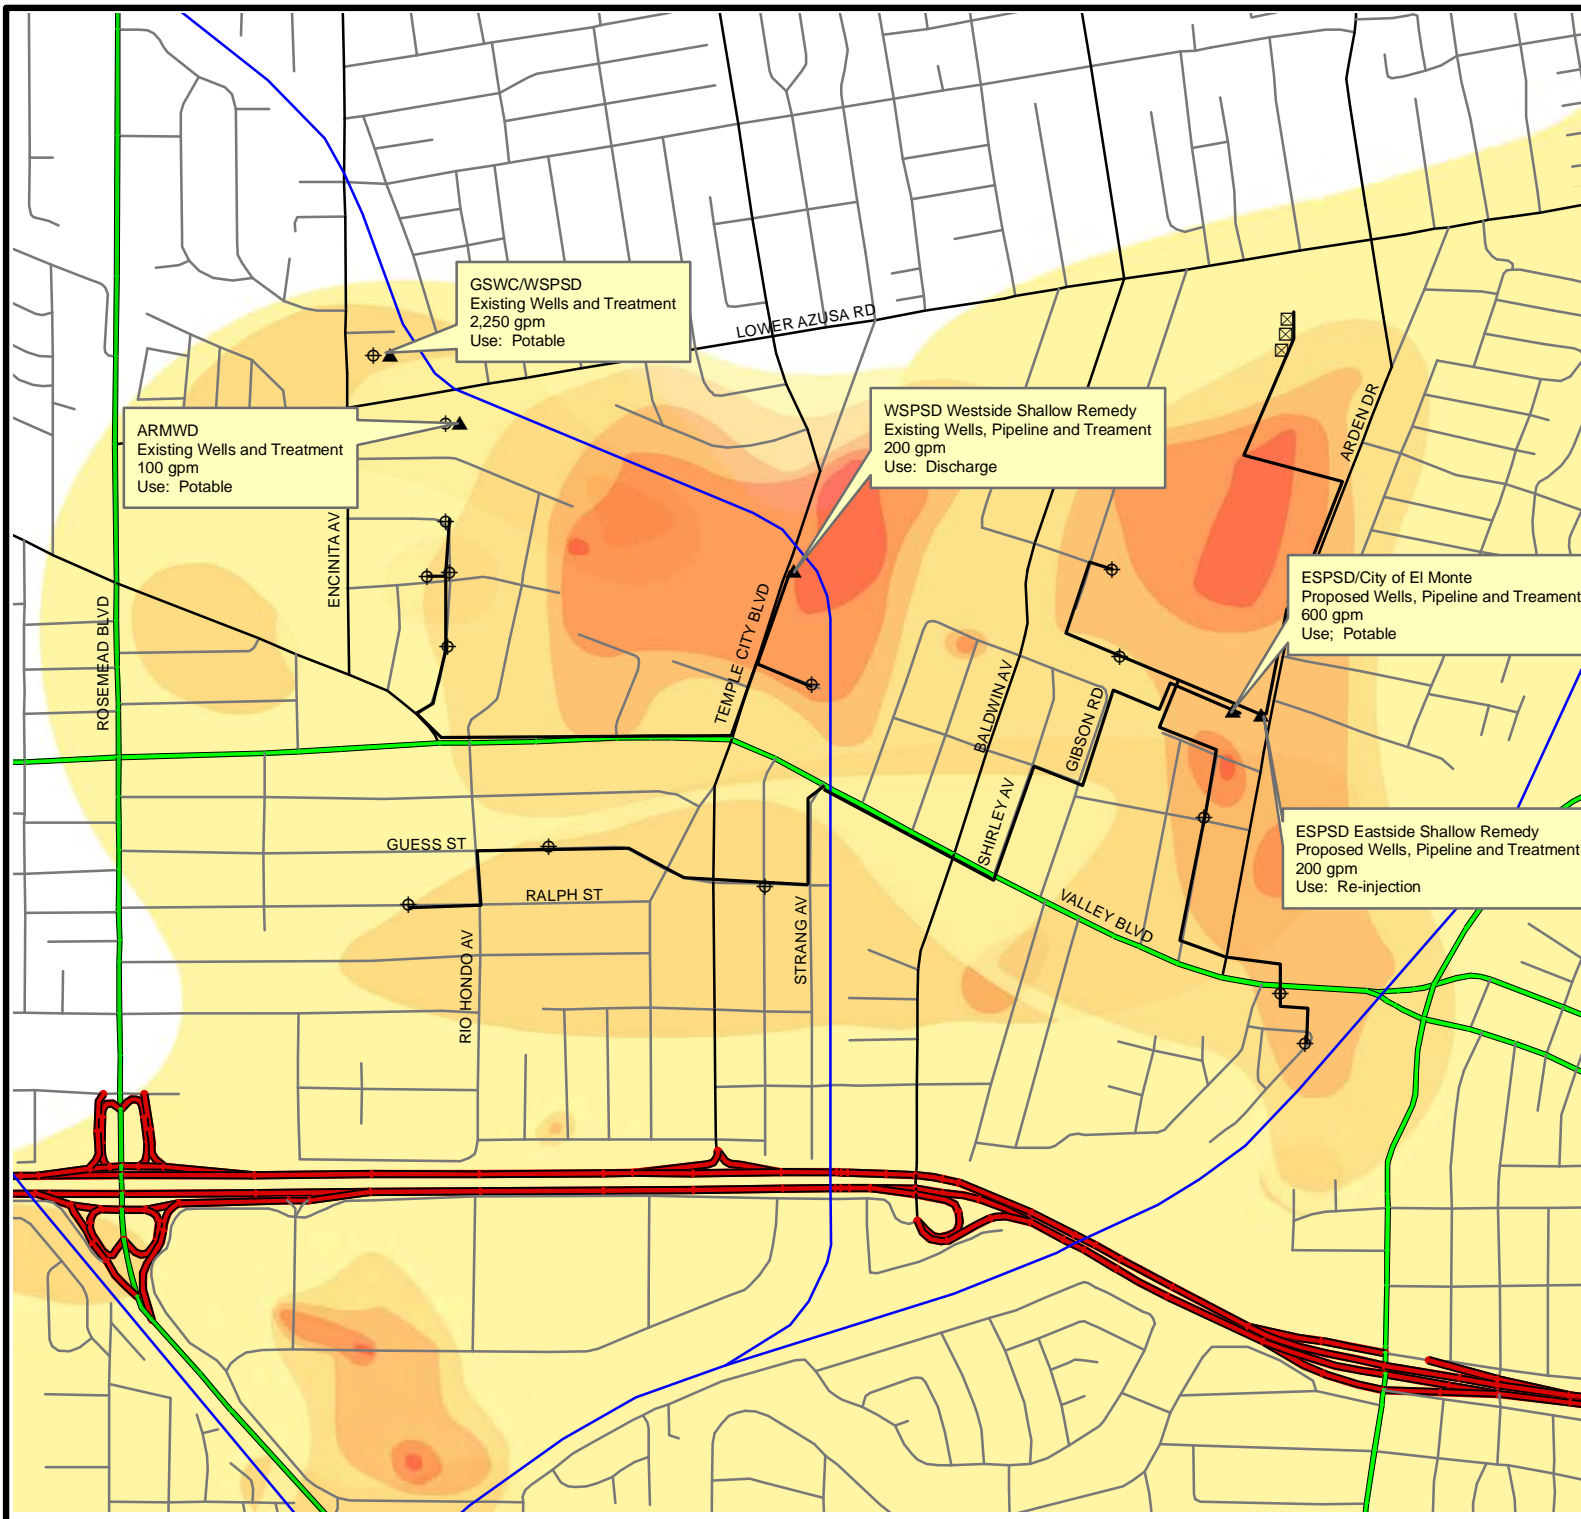 GSWC/WSPSD
Existing Wells and Treatment
2,250 gpm
Use:  Potable
LOWER AZUSA RD
ARMWD
Existing Wells and Treatment
100 gpm
Use:  Potable
WSPSD Westside Shallow Remedy
Existing Wells, Pipeline and Treament
200 gpm
Use:  Discharge
ARDEN DR
ENCINITA AV
ROSEMEAD BLVD
TEMPLE CITY BLVD
ESPSD/City of El Monte
Proposed Wells, Pipeline and Treament
600 gpm
Use; Potable
BALDWIN AV
GIBSON RD
SHIRLEY AV
ESPSD Eastside Shallow Remedy
Proposed Wells, Pipeline and Treatment
200 gpm
Use:  Re-injection
GUESS ST
RALPH ST
VALLEY BLVD
STRANG AV
RIO HONDO AV